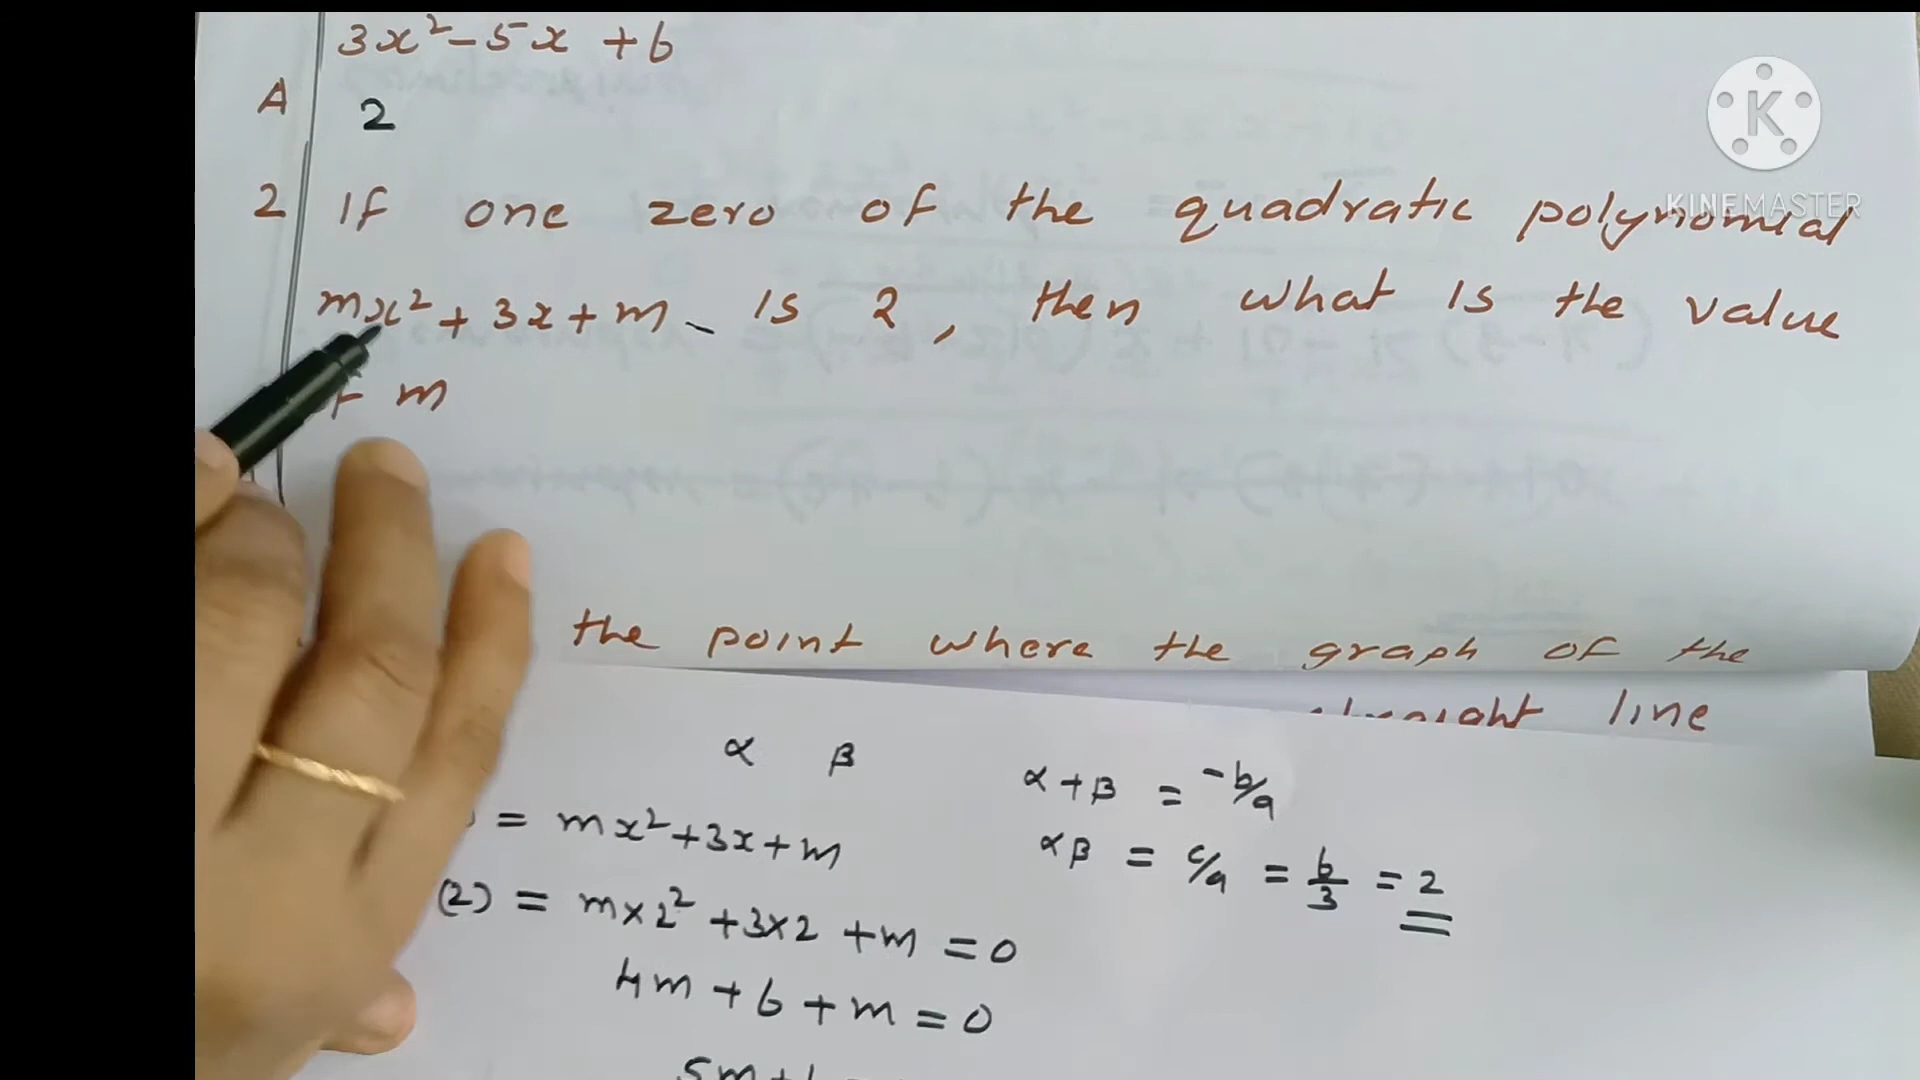 3x² - 5x + 6
A 2
2 If one zero of the quadratic polynomial
mx² + 3x + m is 2, then what is the value
m
the point where the graph of the
straight line
α β
= mx² + 3x + m
(2) = m×2² + 3×2 + m = 0
4m + 6 + m = 0
α + β = -b/a
αβ = c/a = 6/3 = 2
K
KINEMASTER